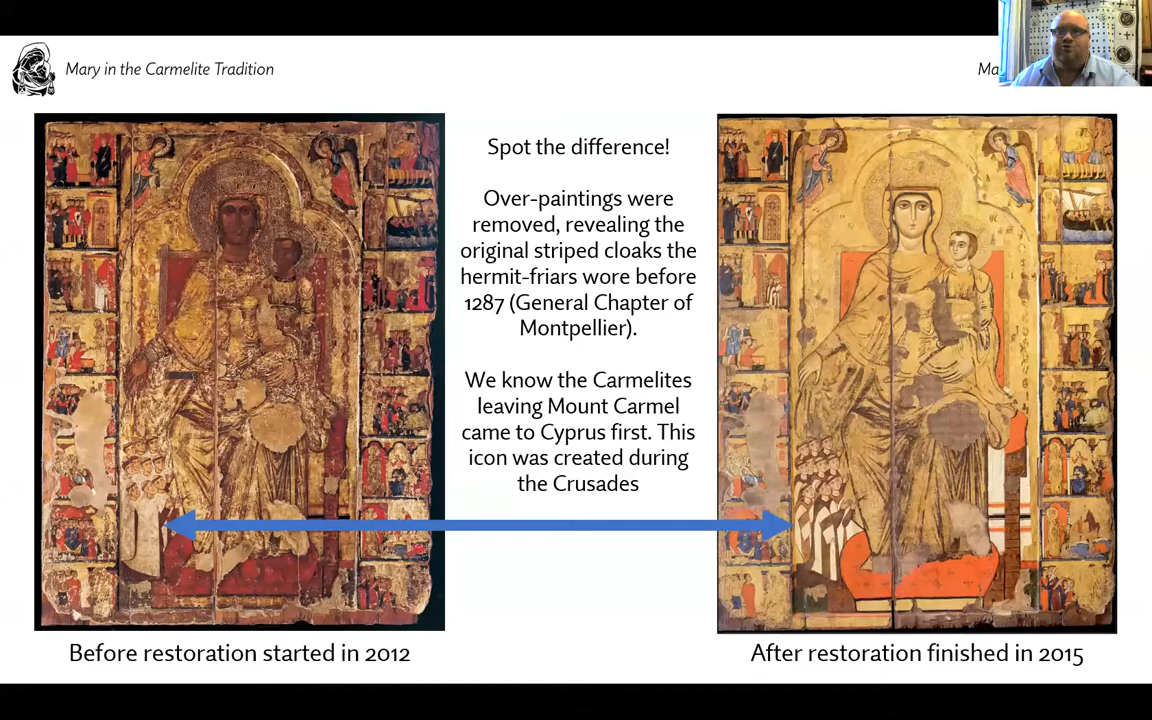 Mary in the Carmelite Tradition
Spot the difference!
Over-paintings were
removed, revealing the
original striped cloaks the
hermit-friars wore before
1287 (General Chapter of
Montpellier).
We know the Carmelites
leaving Mount Carmel
came to Cyprus first. This
icon was created during
the Crusades
Before restoration started in 2012
After restoration finished in 2015